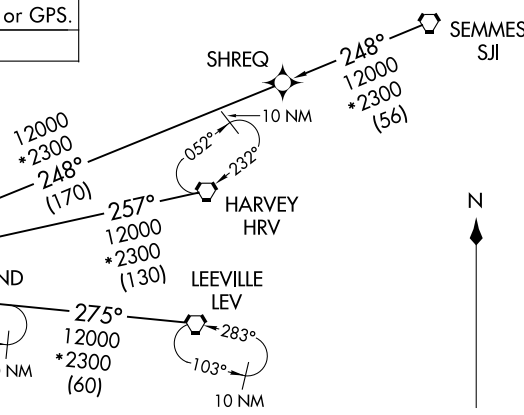 or GPS.
SEMMES
SJI
248°
12000
*2300
(56)
SHREQ
10 NM
12000
*2300
248°
(170)
052°
232°
HARVEY
HRV
257°
12000
*2300
(130)
N
ND
LEEVILLE
LEV
275°
12000
*2300
(60)
283°
103°
NM
10 NM